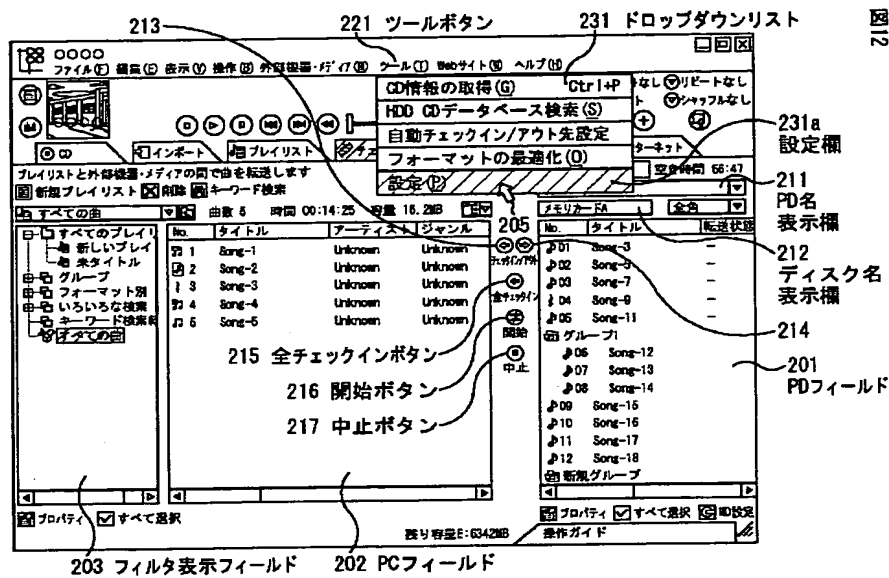 図12
213
221 ツールボタン
231 ドロップダウンリスト
○○○○
ファイル(F) 編集(E) 表示(V) 操作(B) 外部機器・メディア(M) ツール(T) Webサイト(W) ヘルプ(H)
CD情報の取得(G) Ctrl+P
HDD CDデータベース検索(S)
自動チェックイン/アウト先設定
フォーマットの最適化(O)
設定(P)
リピートなし
シャッフルなし
CD
インポート
プレイリスト
231a
設定欄
空き時間 56:47
プレイリストと外部機器・メディアの間で曲を転送します
新規プレイリスト 削除 キーワード検索
211
PD名
表示欄
すべての曲
曲数 5 時間 00:14:25 容量 16.2MB
205
メモリカードA
全色
212
ディスク名
表示欄
すべてのプレイリ
新しいプレイ
未タイトル
グループ
フォーマット別
いろいろな検索
キーワード検索
すべての曲
No. タイトル アーティスト ジャンル
1 Song-1 Unknown Unknown
2 Song-2 Unknown Unknown
3 Song-3 Unknown Unknown
4 Song-4 Unknown Unknown
5 Song-5 Unknown Unknown
チェックイン/アウト
全チェックイン
開始
中止
No. タイトル 転送状態
01 Song-3 −
02 −
03 Song-7 −
04 Song-9 −
05 Song-11 −
グループ1
06 Song-12
07 Song-13
08 Song-14
09 Song-15
10 Song-16
11 Song-17
12 Song-18
新規グループ
214
215 全チェックインボタン
216 開始ボタン
217 中止ボタン
201
PDフィールド
プロパティ すべて選択
プロパティ すべて選択
残り容量E:6342MB
操作ガイド
203 フィルタ表示フィールド
202 PCフィールド